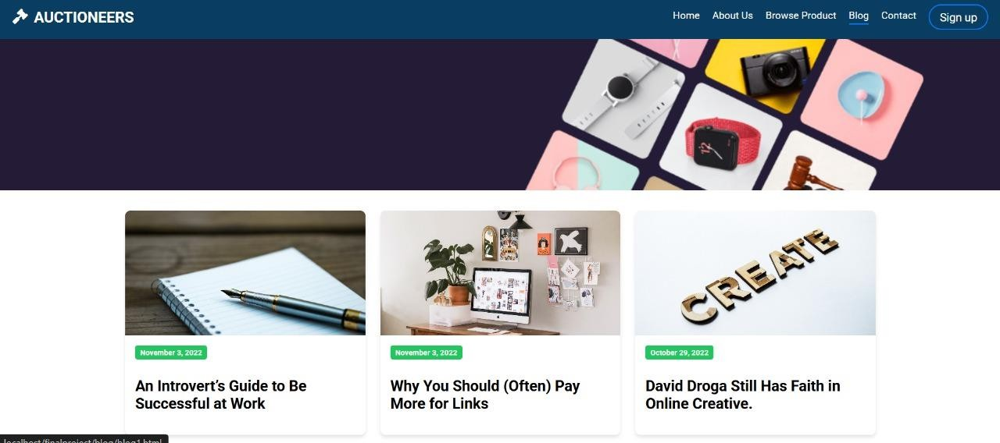 AUCTIONEERS
Home About Us Browse Product Blog Contact Sign up
CREATE
November 3, 2022
November 3, 2022
October 29, 2022
An Introvert’s Guide to Be
Successful at Work
Why You Should (Often) Pay
More for Links
David Droga Still Has Faith in
Online Creative.
localhost/finalproject/blog/blog1.html